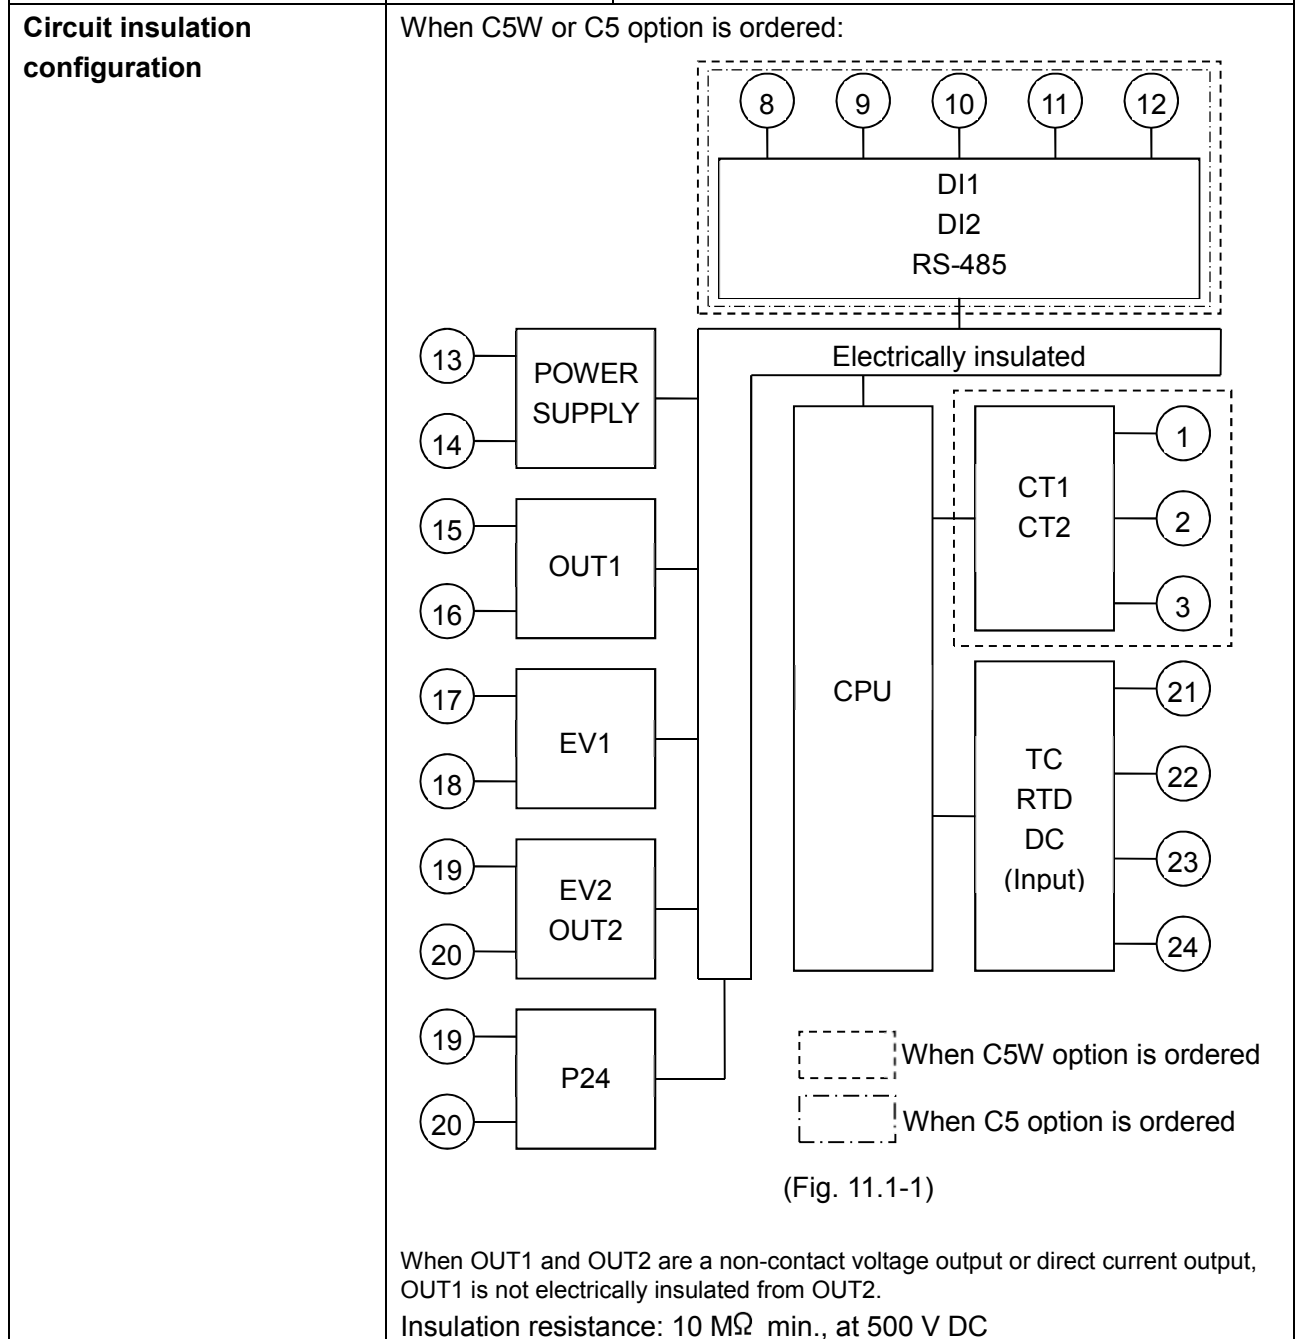 Circuit insulation
configuration
When C5W or C5 option is ordered:
8 9 10 11 12
DI1
DI2
RS-485
Electrically insulated
13
14
POWER
SUPPLY
15
16
OUT1
17
18
EV1
19
20
EV2
OUT2
19
20
P24
CPU
CT1
CT2
1
2
3
TC
RTD
DC
(Input)
21
22
23
24
When C5W option is ordered
When C5 option is ordered
(Fig. 11.1-1)
When OUT1 and OUT2 are a non-contact voltage output or direct current output,
OUT1 is not electrically insulated from OUT2.
Insulation resistance: 10 MΩ min., at 500 V DC